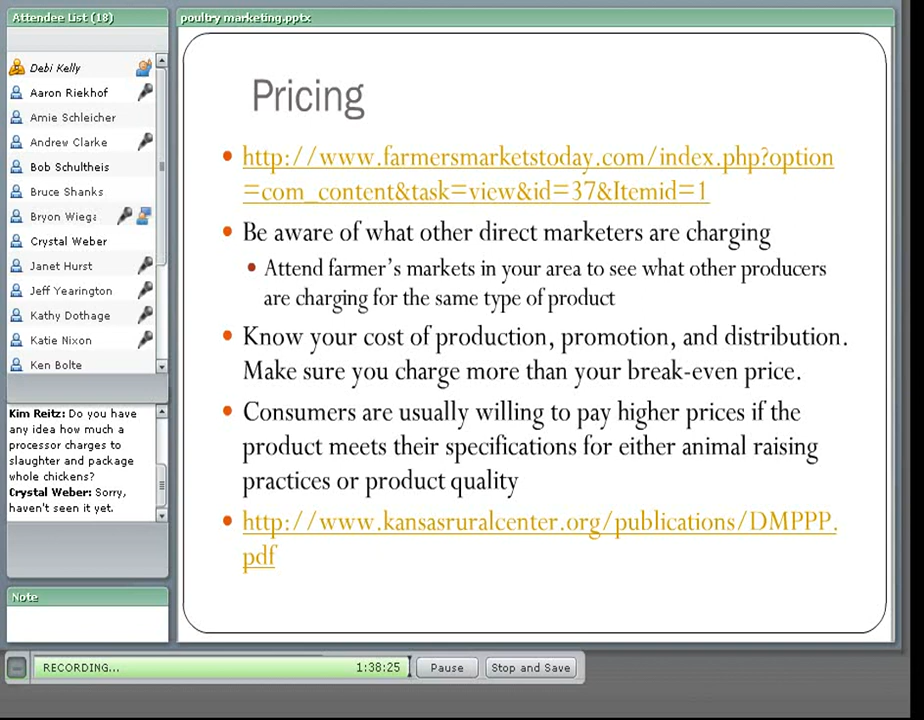 Attendee List (18)
Debi Kelly
Aaron Riekhof
Amie Schleicher
Andrew Clarke
Bob Schultheis
Bruce Shanks
Bryon Wiega
Crystal Weber
Janet Hurst
Jeff Yearington
Kathy Dothage
Katie Nixon
Ken Bolte
Kim Reitz: Do you have
any idea how much a
processor charges to
slaughter and package
whole chickens?
Crystal Weber: Sorry,
haven't seen it yet.
Note
poultry marketing.pptx
Pricing
• http://www.farmersmarketstoday.com/index.php?option
=com_content&task=view&id=37&Itemid=1
• Be aware of what other direct marketers are charging
• Attend farmer's markets in your area to see what other producers
are charging for the same type of product
• Know your cost of production, promotion, and distribution.
Make sure you charge more than your break-even price.
• Consumers are usually willing to pay higher prices if the
product meets their specifications for either animal raising
practices or product quality
• http://www.kansasruralcenter.org/publications/DMPPP.
pdf
RECORDING... 1:38:25 Pause Stop and Save